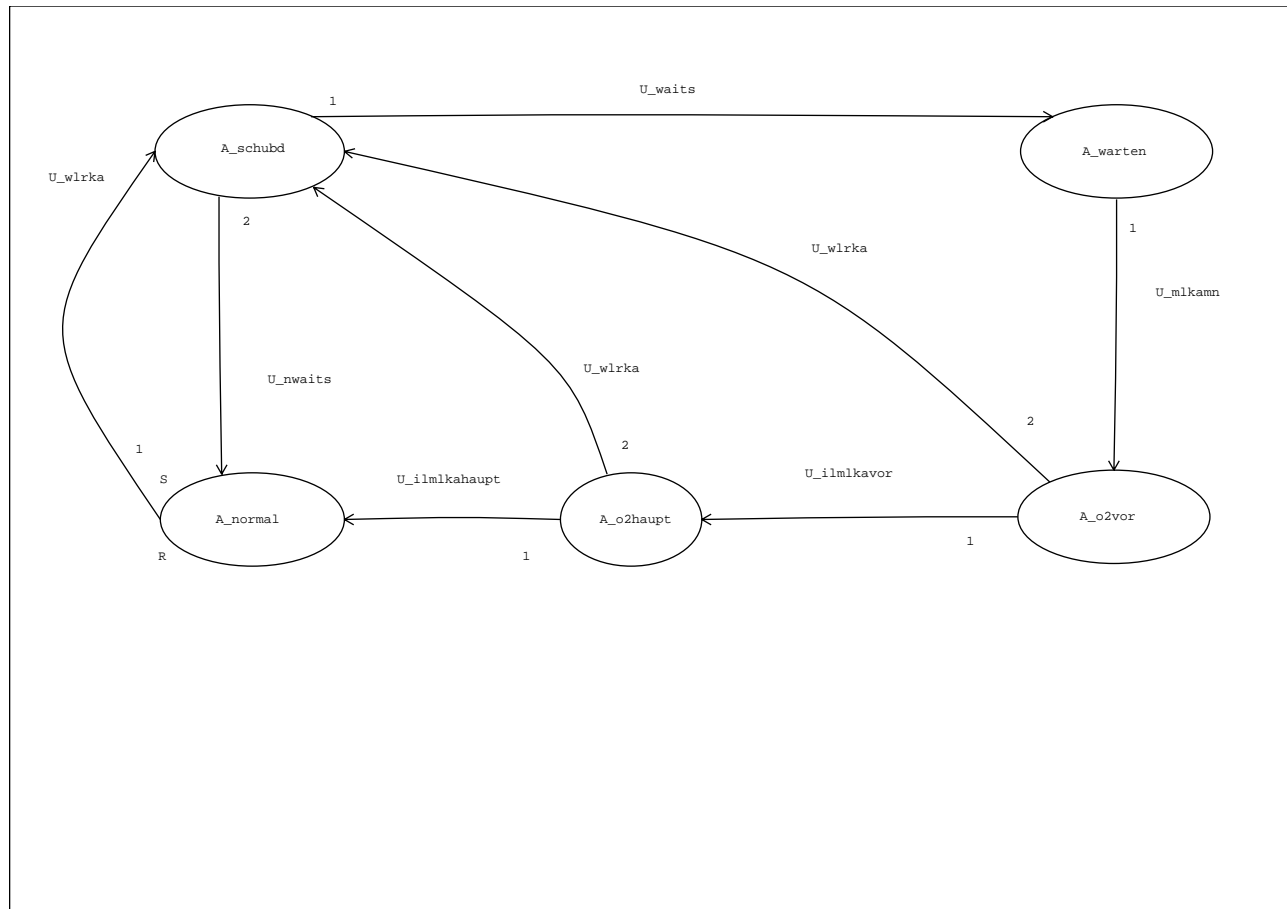 U_waits
1
A_schubd
A_warten
U_wlrka
2
1
U_wlrka
U_mlkamn
U_wlrka
U_nwaits
2
2
1
U_ilmlkavor
S
U_ilmlkahaupt
A_normal
A_o2haupt
A_o2vor
1
R
1